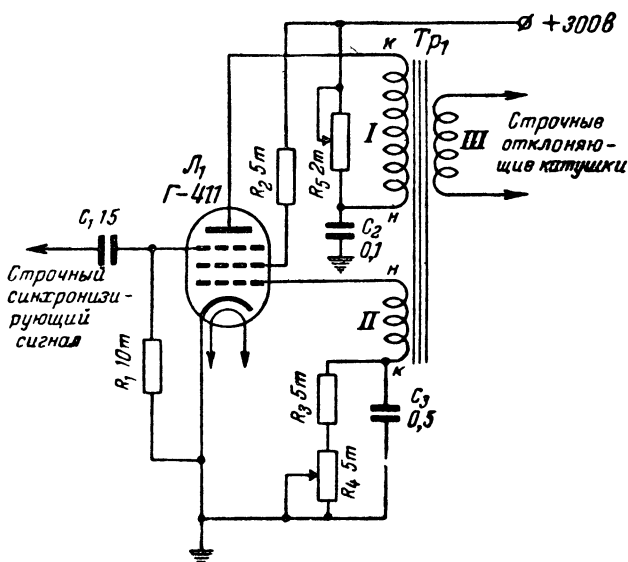 к
Тр₁
+300в
Л₁
Г-411
R₂ 5т
R₅ 2т
I
III
Строчные
отклоняю-
щие катушки
C₁ 15
н
C₂
0,1
Строчный
синхронизи-
рующий
сигнал
н
II
к
R₁ 10т
R₃ 5т
C₃
0,5
R₄ 5т